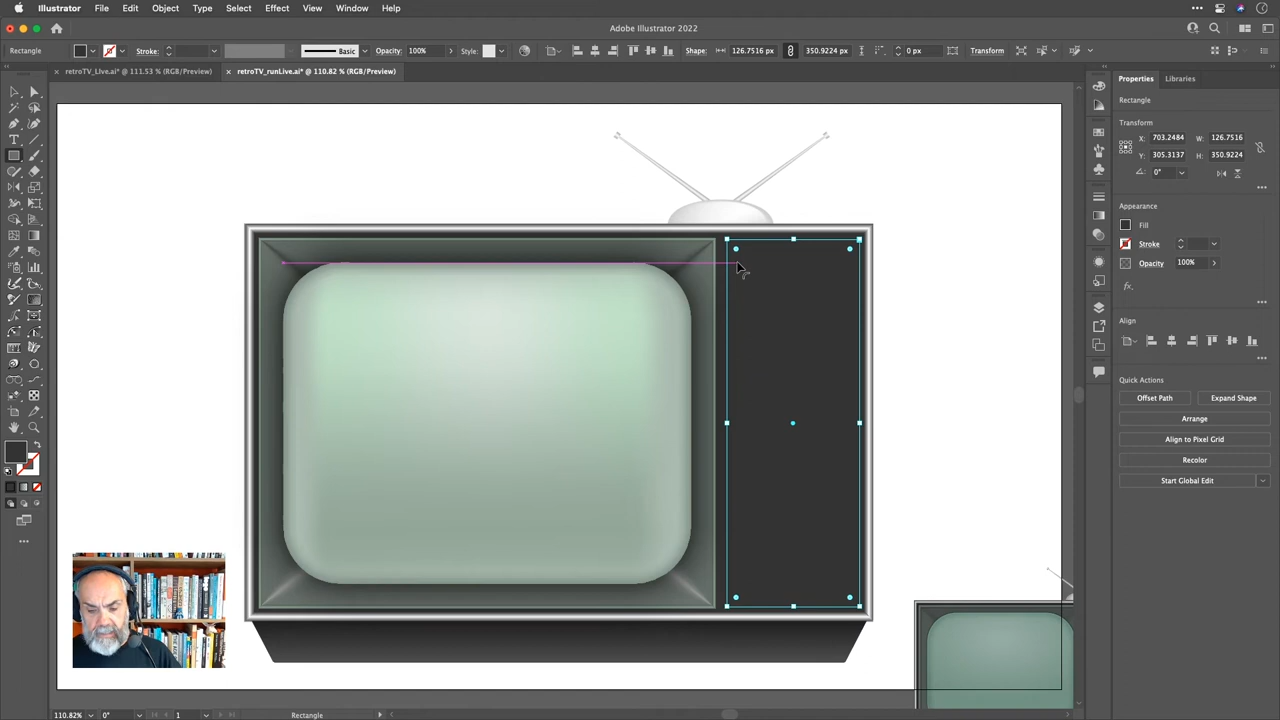 Illustrator File Edit Object Type Select Effect View Window Help
Adobe Illustrator 2022
Rectangle Stroke: Basic Opacity: 100% Style: Shape: 126.7516 px 350.9224 px 0 px Transform
× retroTV_LIve.ai* @ 111.53 % (RGB/Preview) × retroTV_runLive.ai* @ 110.82 % (RGB/Preview)
Properties Libraries
Rectangle
Transform
X: 703.2484 W: 126.7516
Y: 305.3137 H: 350.9224
0°
Appearance
Fill
Stroke
Opacity 100%
fx.
Align
Quick Actions
Offset Path Expand Shape
Arrange
Align to Pixel Grid
Recolor
Start Global Edit
110.82% 0° 1 Rectangle